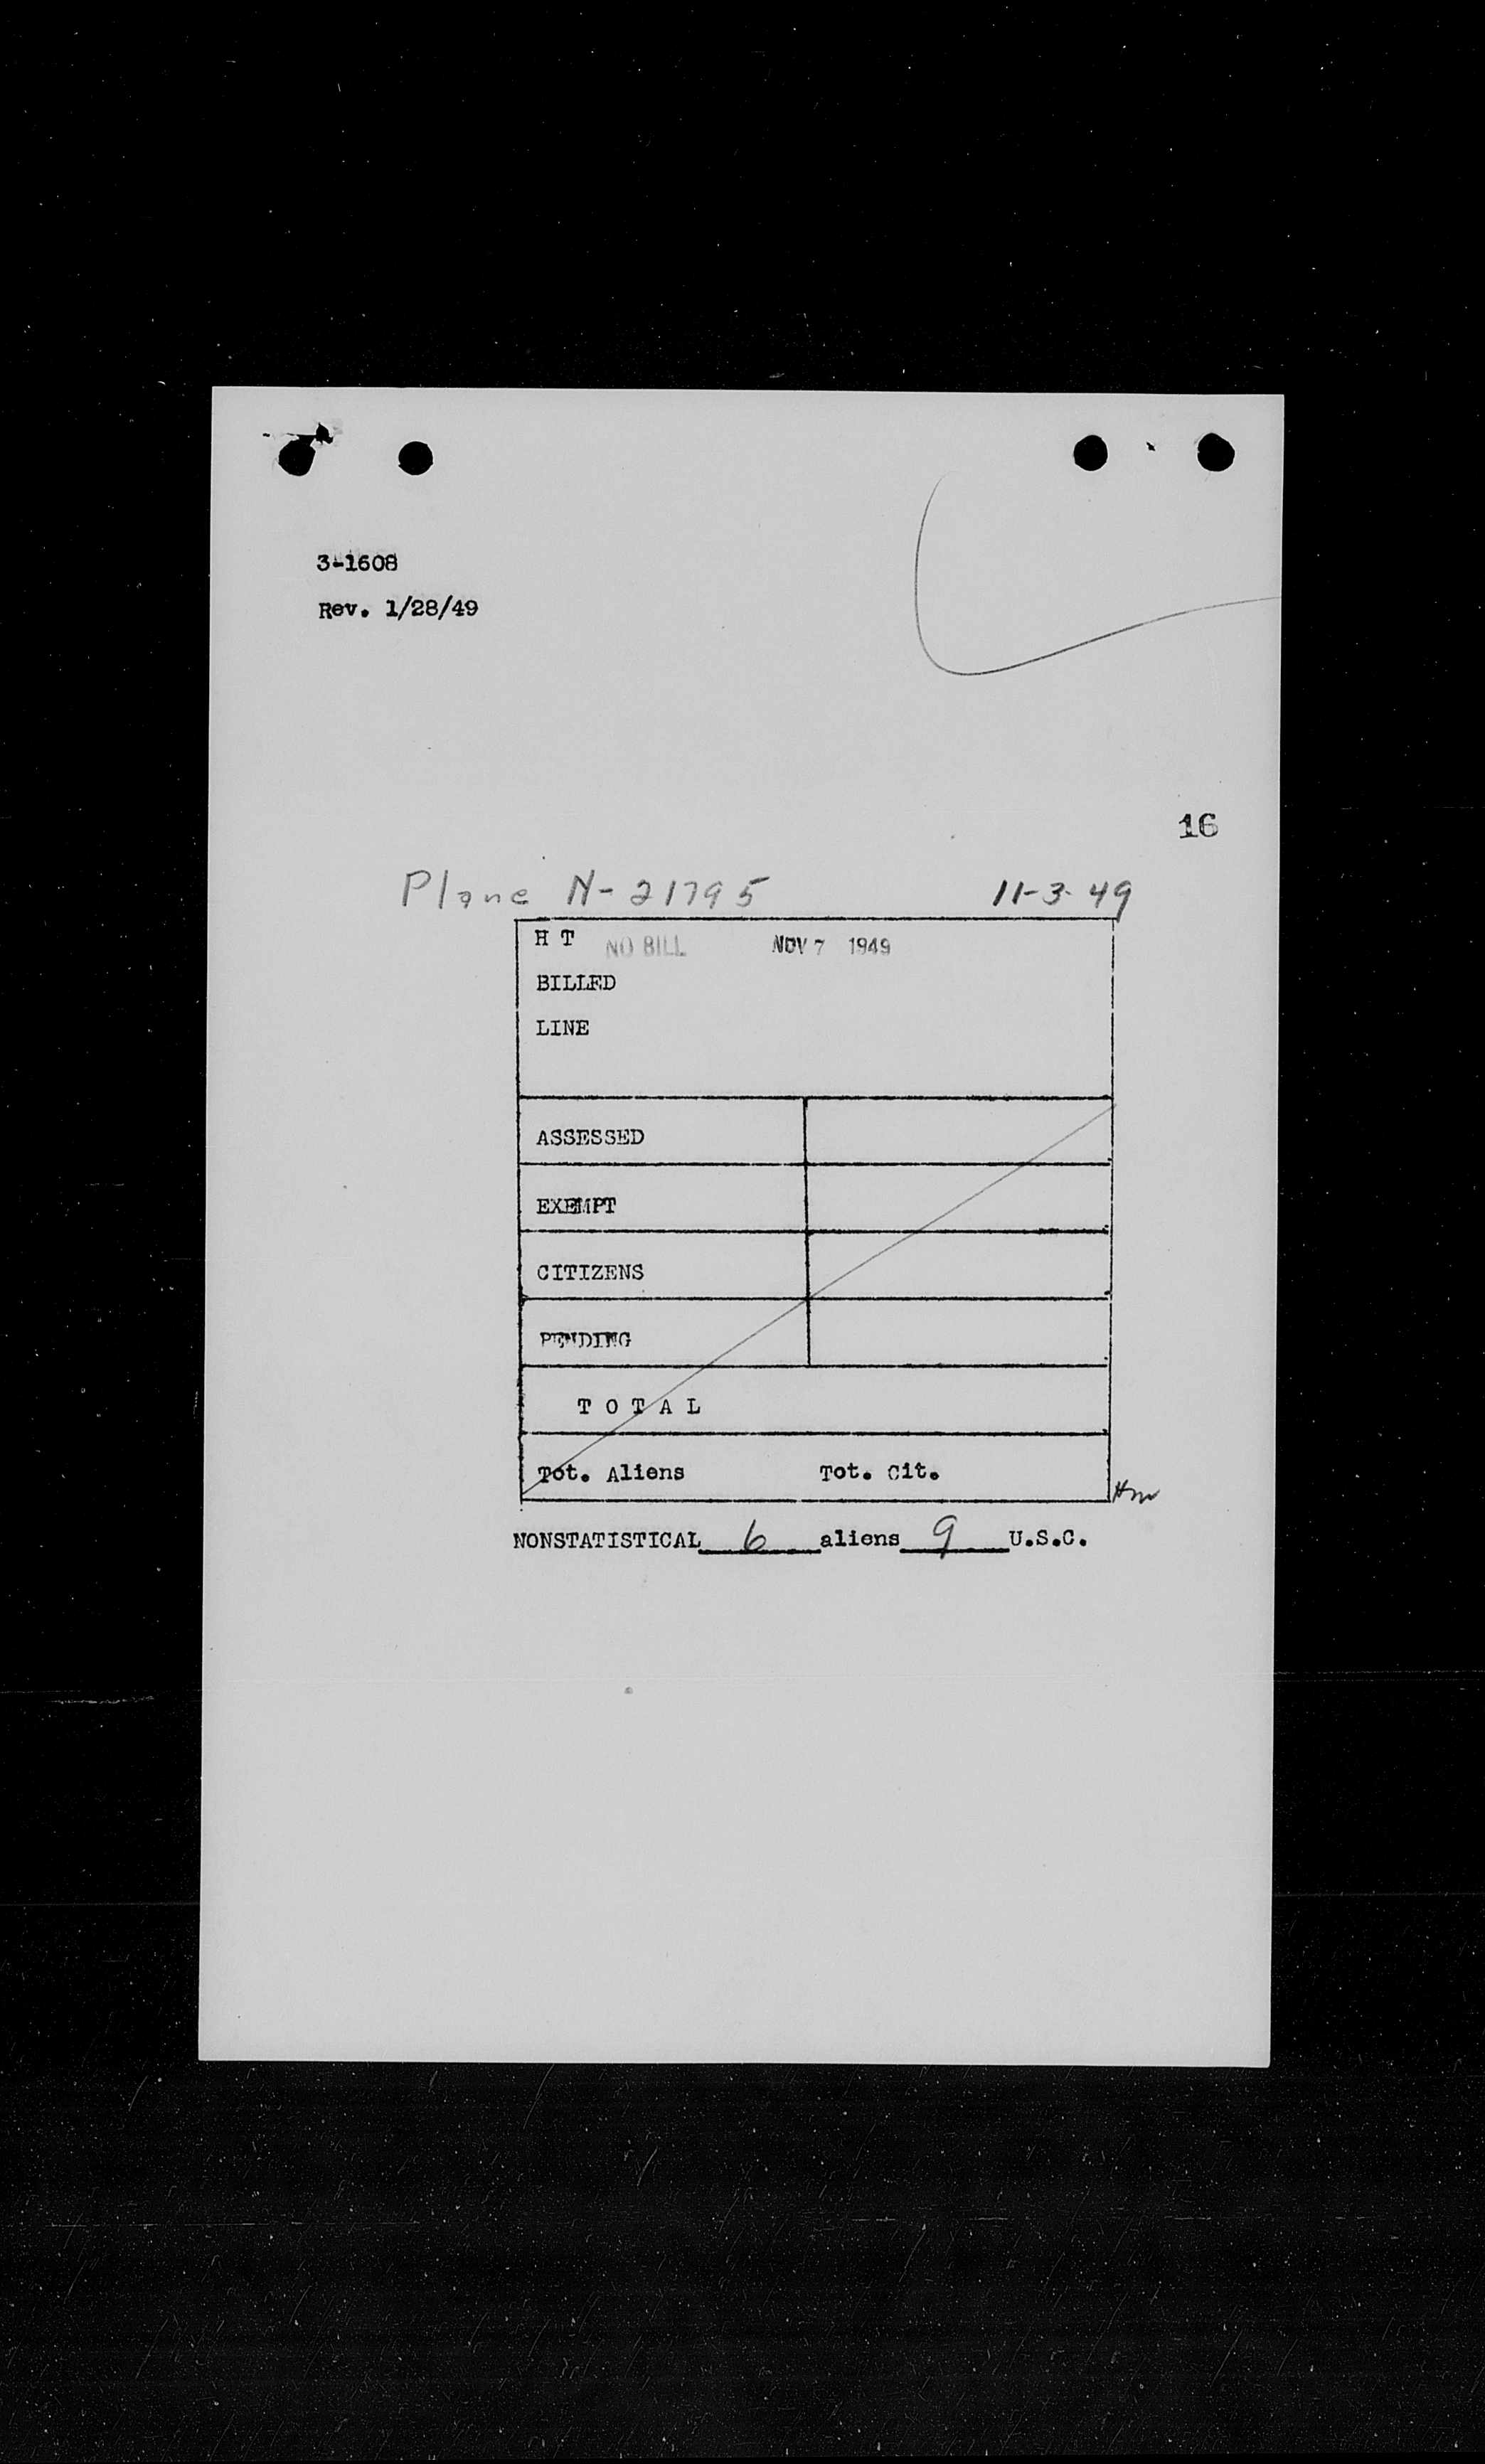 3-1608
Rev. 1/28/49
16
Plane N-21795 11-3-49
H T NO BILL NOV 7 1949
BILLED
LINE
ASSESSED
EXEMPT
CITIZENS
PENDING
T O T A L
Tot. Aliens Tot. Cit.
NONSTATISTICAL 6 aliens 9 U.S.C.